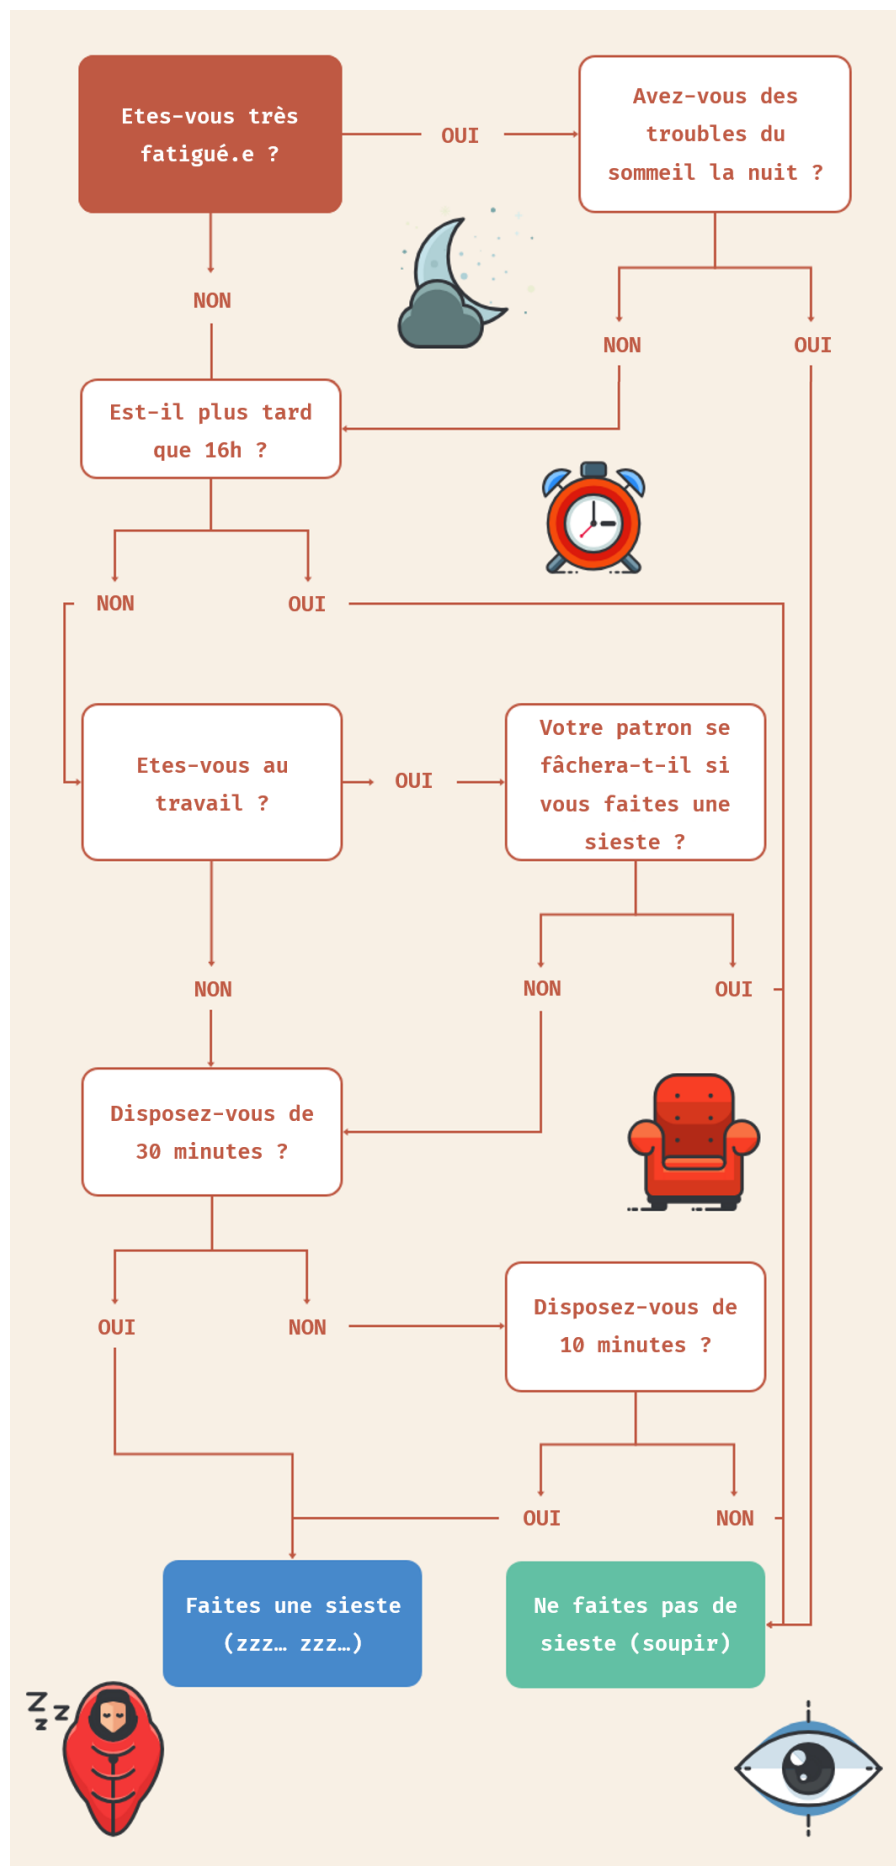 Etes-vous très
fatigué.e ?
OUI
Avez-vous des
troubles du
sommeil la nuit ?
NON
NON
OUI
Est-il plus tard
que 16h ?
NON
OUI
Etes-vous au
travail ?
OUI
Votre patron se
fâchera-t-il si
vous faites une
sieste ?
NON
NON
OUI
Disposez-vous de
30 minutes ?
OUI
NON
Disposez-vous de
10 minutes ?
OUI
NON
Faites une sieste
(zzz… zzz…)
Ne faites pas de
sieste (soupir)
Z z z